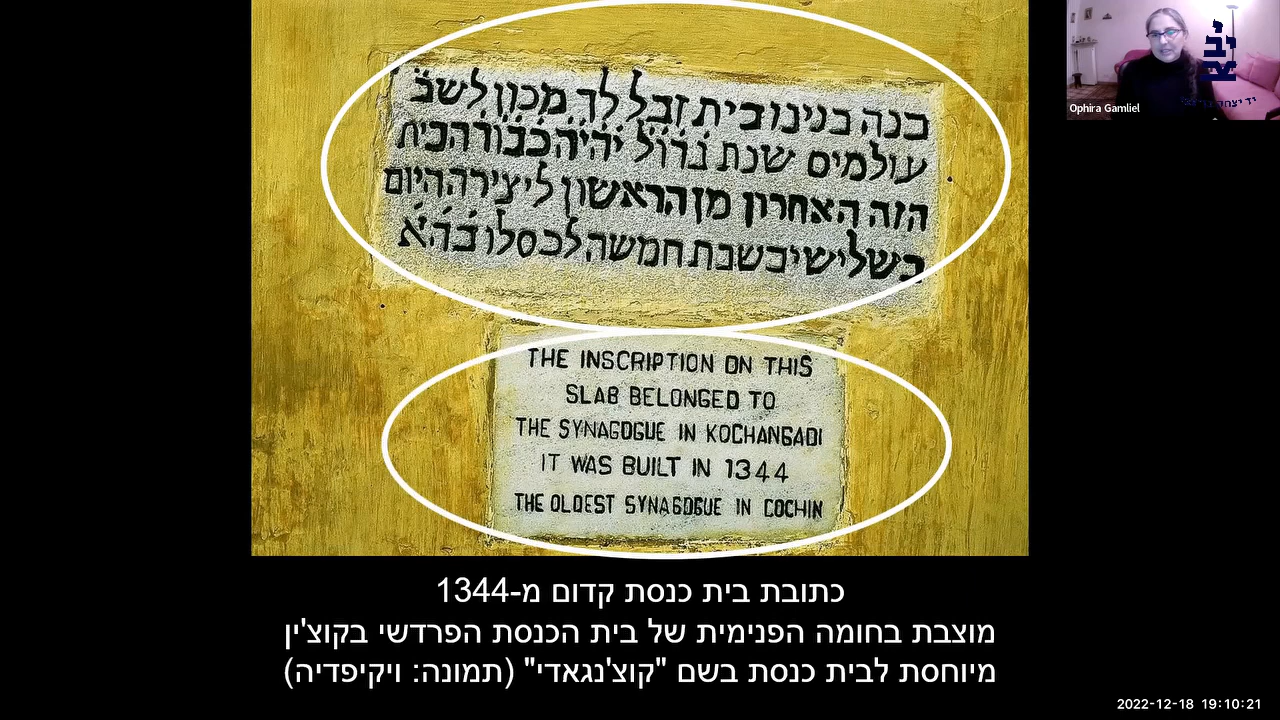 בנה בנינו בית זבל לך מכון לשב
עולמים שנת גדול יהיה כבוד הבית
הזה האחרון מן הראשון ליצירה היום
בשלישי בשבת חמשה לכסלו בהא
THE INSCRIPTION ON THIS
SLAB BELONGED TO
THE SYNAGOGUE IN KOCHANGADI
IT WAS BUILT IN 1344
THE OLDEST SYNAGOGUE IN COCHIN
כתובת בית כנסת קדום מ-1344
מוצבת בחומה הפנימית של בית הכנסת הפרדשי בקוצ'ין
מיוחסת לבית כנסת בשם "קוצ'נגאדי" (תמונה: ויקיפדיה)
Ophira Gamliel
יד יצחק
2022-12-18 19:10:21